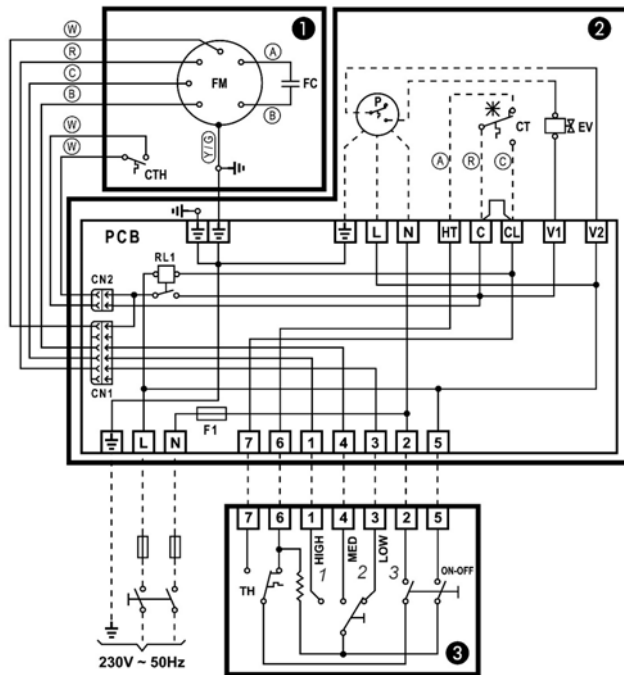 1
2
W
R
C
B
W
W
A
B
FM
FC
Y/G
CTH
P
CT
EV
A
R
C
PCB
L
N
HT
C
CL
V1
V2
RL1
CN2
CN1
F1
L
N
7
6
1
4
3
2
5
7
6
1
4
3
2
5
HIGH
MED
LOW
1
2
3
TH
ON-OFF
3
230V ~ 50Hz